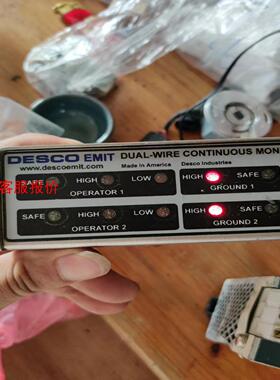 DESCO EMIT DUAL-WIRE CONTINUOUS MON
www.descoemit.com Made in America Desco Industries
SAFE HIGH LOW HIGH SAFE
OPERATOR 1 GROUND 1
客服报价
SAFE HIGH LOW HIGH SAFE
OPERATOR 2 GROUND 2